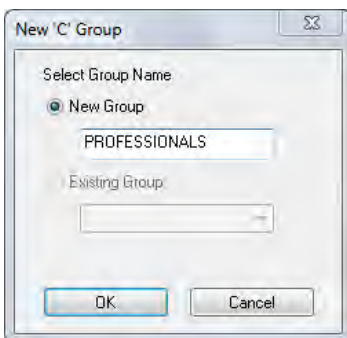 New 'C' Group
Select Group Name
New Group
PROFESSIONALS
Existing Group
OK Cancel